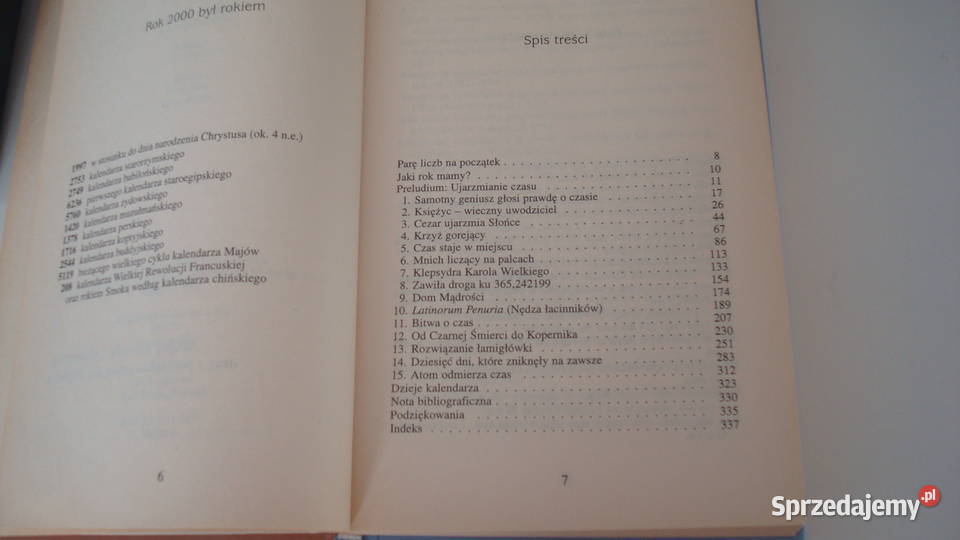 Rok 2000 był rokiem
1997 w stosunku do dnia narodzenia Chrystusa (ok. 4 n.e.)
2753 kalendarza starorzymskiego
2749 kalendarza babilońskiego
6236 pierwszego kalendarza staroegipskiego
5760 kalendarza żydowskiego
1420 kalendarza muzułmańskiego
1378 kalendarza perskiego
1716 kalendarza koptyjskiego
2544 kalendarza buddyjskiego
5119 bieżącego wielkiego cyklu kalendarza Majów
208 kalendarza Wielkiej Rewolucji Francuskiej
oraz rokiem Smoka według kalendarza chińskiego
6
Spis treści
Parę liczb na początek . . . . . . . . . . . . . . . . . . . . 8
Jaki rok mamy? . . . . . . . . . . . . . . . . . . . . 10
Preludium: Ujarzmianie czasu . . . . . . . . . . . . . . . . 11
1. Samotny geniusz głosi prawdę o czasie . . . . . . . . . . 17
2. Księżyc – wieczny uwodziciel . . . . . . . . . . . . . . 26
3. Cezar ujarzmia Słońce . . . . . . . . . . . . . . . . 44
4. Krzyż gorejący . . . . . . . . . . . . . . . . . . 67
5. Czas staje w miejscu . . . . . . . . . . . . . . . . 86
6. Mnich liczący na palcach . . . . . . . . . . . . . . . 113
7. Klepsydra Karola Wielkiego . . . . . . . . . . . . . . 133
8. Zawiła droga ku 365,242199 . . . . . . . . . . . . . . 154
9. Dom Mądrości . . . . . . . . . . . . . . . . . . . 174
10. Latinorum Penuria (Nędza łacinników) . . . . . . . . . . 189
11. Bitwa o czas . . . . . . . . . . . . . . . . . . . 207
12. Od Czarnej Śmierci do Kopernika . . . . . . . . . . . . 230
13. Rozwiązanie łamigłówki . . . . . . . . . . . . . . . 251
14. Dziesięć dni, które zniknęły na zawsze . . . . . . . . . . 283
15. Atom odmierza czas . . . . . . . . . . . . . . . . . 312
Dzieje kalendarza . . . . . . . . . . . . . . . . . . . 323
Nota bibliograficzna . . . . . . . . . . . . . . . . . . 330
Podziękowania . . . . . . . . . . . . . . . . . . . . 335
Indeks . . . . . . . . . . . . . . . . . . . . . . . 337
7
Sprzedajemy.pl